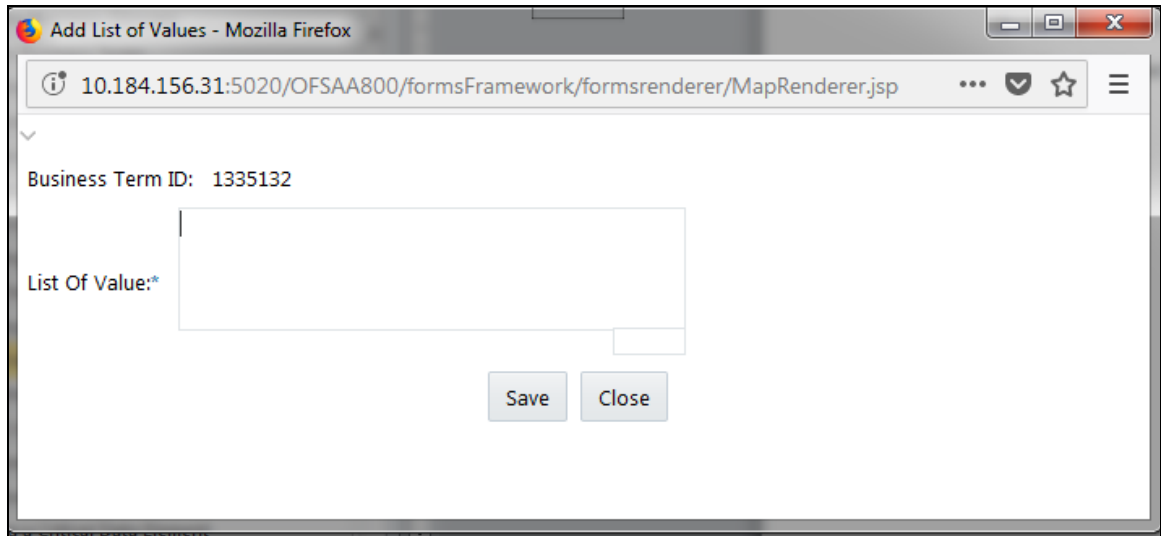 Add List of Values - Mozilla Firefox
10.184.156.31:5020/OFSAA800/formsFramework/formsrenderer/MapRenderer.jsp
Business Term ID: 1335132
List Of Value:*
Save Close